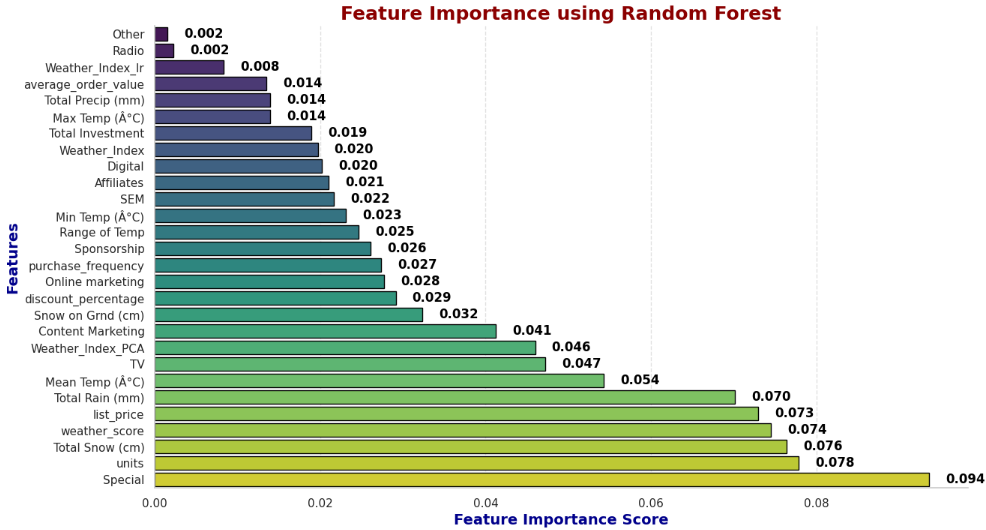 Feature Importance using Random Forest
Features
Other 0.002
Radio 0.002
Weather_Index_lr 0.008
average_order_value 0.014
Total Precip (mm) 0.014
Max Temp (Â°C) 0.014
Total Investment 0.019
Weather_Index 0.020
Digital 0.020
Affiliates 0.021
SEM 0.022
Min Temp (Â°C) 0.023
Range of Temp 0.025
Sponsorship 0.026
purchase_frequency 0.027
Online marketing 0.028
discount_percentage 0.029
Snow on Grnd (cm) 0.032
Content Marketing 0.041
Weather_Index_PCA 0.046
TV 0.047
Mean Temp (Â°C) 0.054
Total Rain (mm) 0.070
list_price 0.073
weather_score 0.074
Total Snow (cm) 0.076
units 0.078
Special 0.094
0.00 0.02 0.04 0.06 0.08
Feature Importance Score